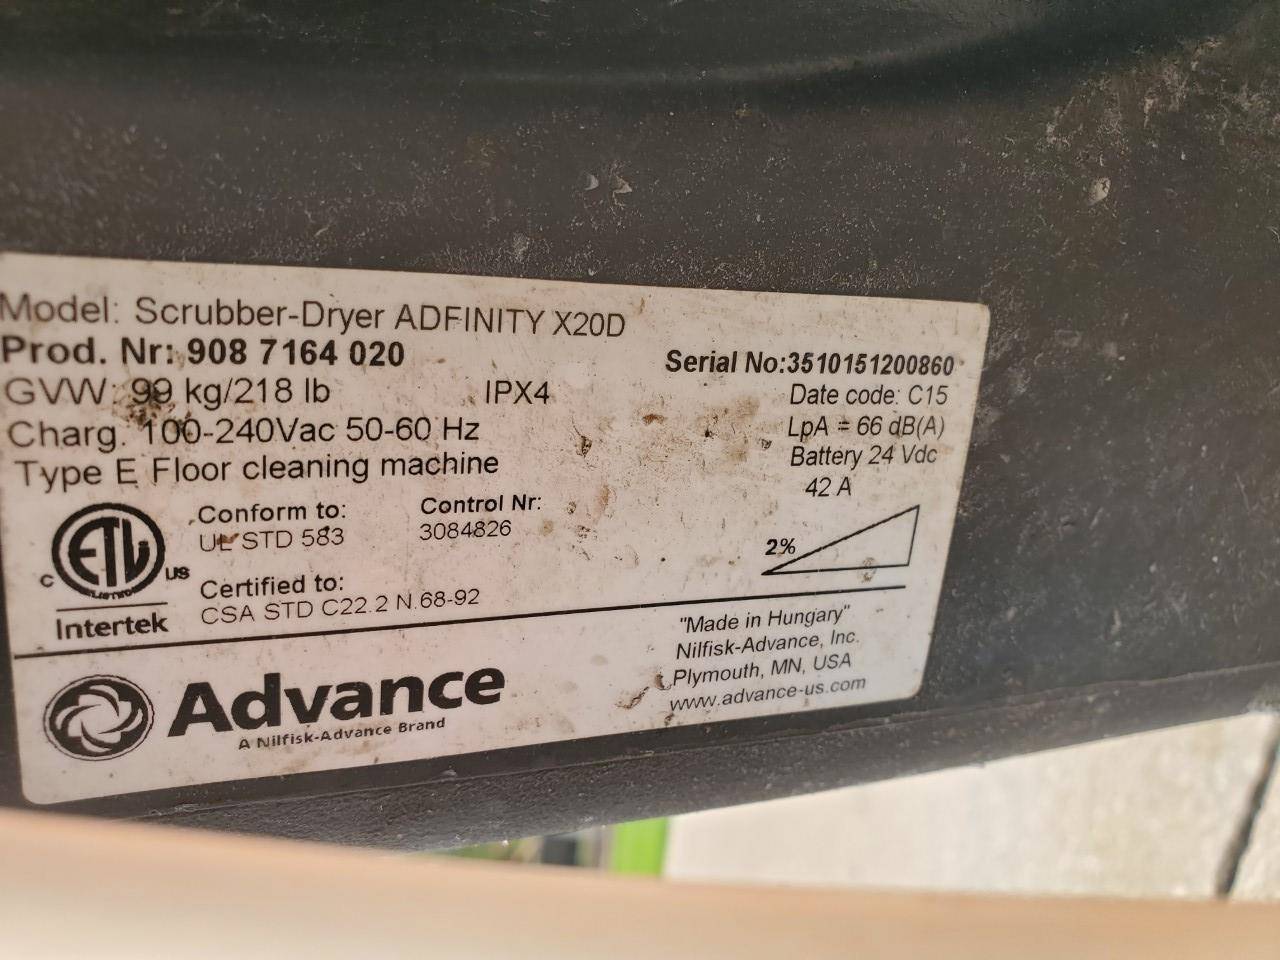 Model: Scrubber-Dryer ADFINITY X20D
Prod. Nr: 908 7164 020
Serial No:3510151200860
GVW: 99 kg/218 lb
IPX4
Date code: C15
Charg. 100-240Vac 50-60 Hz
LpA = 66 dB(A)
Type E Floor cleaning machine
Battery 24 Vdc
42 A
ETL
LISTED
C
US
Intertek
Conform to:
UL STD 583
Control Nr:
3084826
2%
Certified to:
CSA STD C22.2 N.68-92
Advance
A Nilfisk-Advance Brand
"Made in Hungary"
Nilfisk-Advance, Inc.
Plymouth, MN, USA
www.advance-us.com